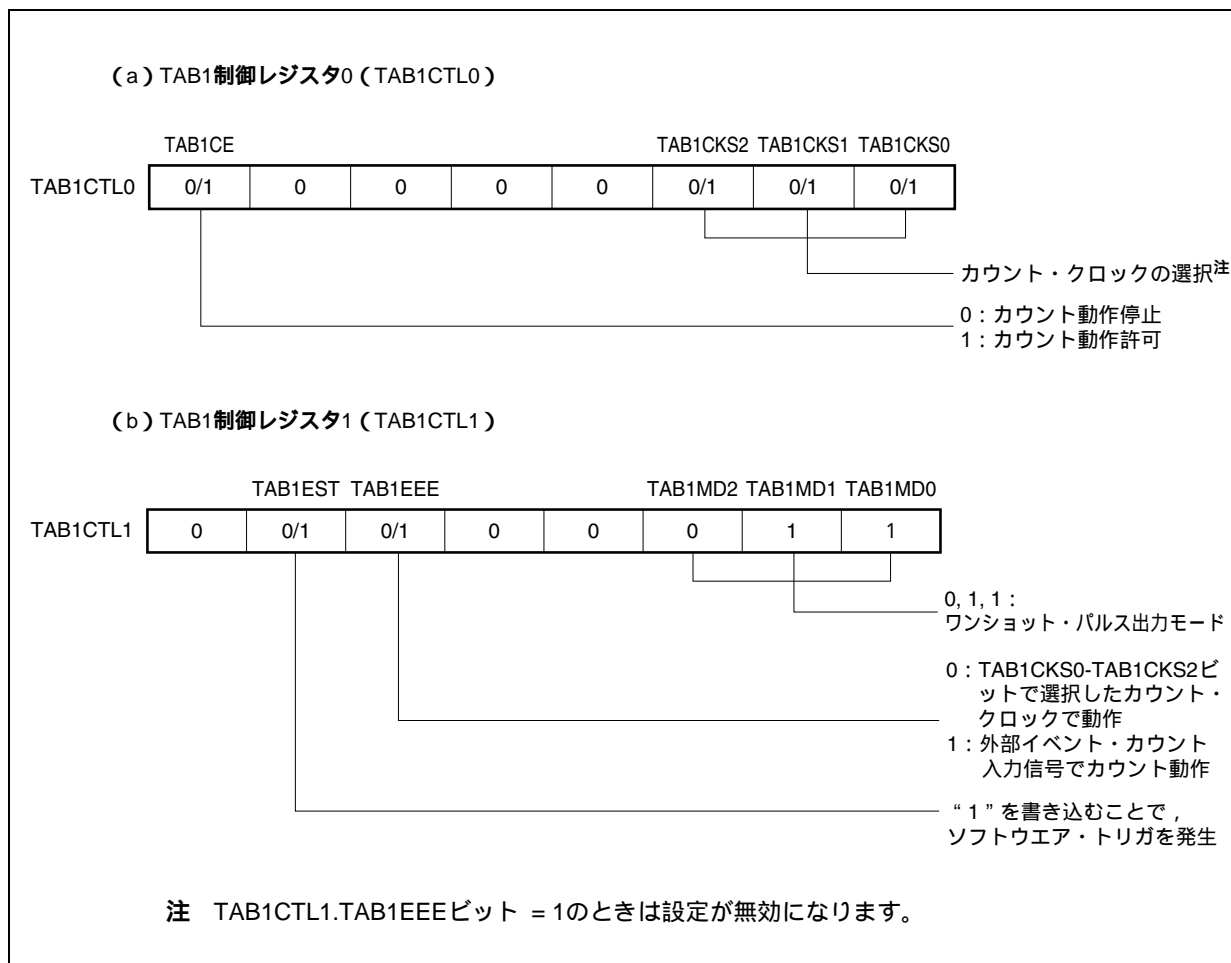 （a）TAB1制御レジスタ0（TAB1CTL0）
TAB1CE TAB1CKS2 TAB1CKS1 TAB1CKS0
TAB1CTL0 0/1 0 0 0 0 0/1 0/1 0/1
カウント・クロックの選択注
0：カウント動作停止
1：カウント動作許可
（b）TAB1制御レジスタ1（TAB1CTL1）
TAB1EST TAB1EEE TAB1MD2 TAB1MD1 TAB1MD0
TAB1CTL1 0 0/1 0/1 0 0 0 1 1
0, 1, 1：
ワンショット・パルス出力モード
0：TAB1CKS0-TAB1CKS2ビ
ットで選択したカウント・
クロックで動作
1：外部イベント・カウント
入力信号でカウント動作
“1”を書き込むことで，
ソフトウエア・トリガを発生
注 TAB1CTL1.TAB1EEEビット = 1のときは設定が無効になります。